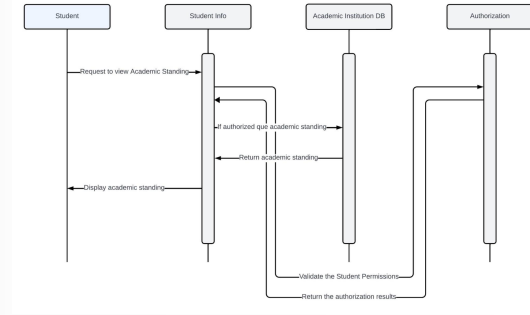 Student
Student Info
Academic Institution DB
Authorization
Request to view Academic Standing
If authorized que academic standing
Return academic standing
Display academic standing
Validate the Student Permissions
Return the authorization results